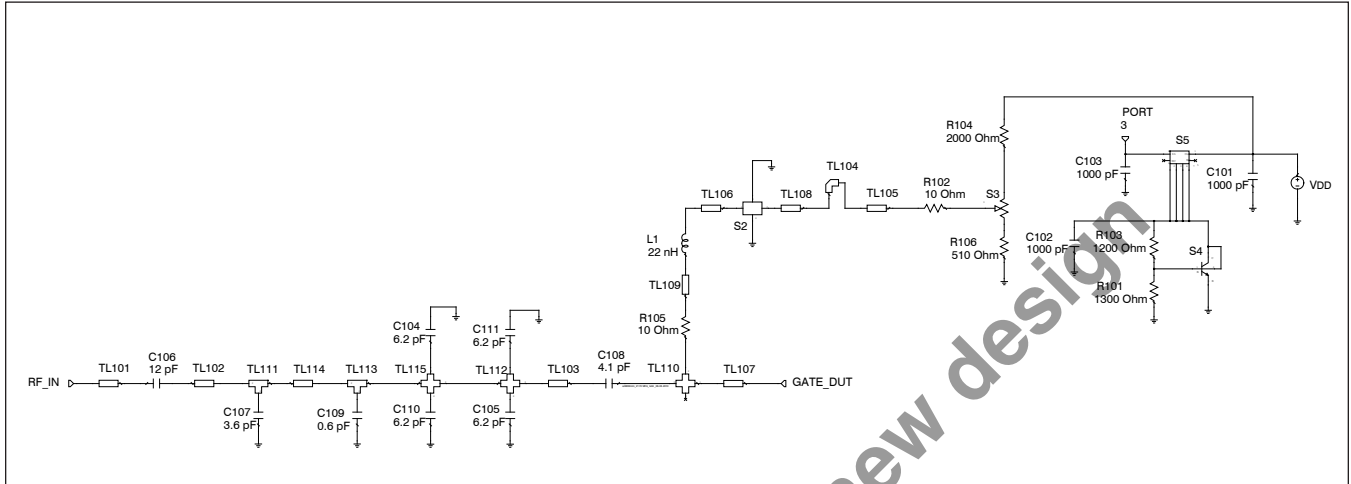 PORT
3
S5
R104
2000 Ohm
C103
1000 pF
C101
1000 pF
VDD
TL104
TL106
TL108
TL105
R102
10 Ohm
S3
S2
L1
22 nH
R106
510 Ohm
C102
1000 pF
R103
1200 Ohm
S4
TL109
R101
1300 Ohm
R105
10 Ohm
C104
6.2 pF
C111
6.2 pF
C108
4.1 pF
RF_IN
TL101
C106
12 pF
TL102
TL111
TL114
TL113
TL115
TL112
TL103
TL110
TL107
GATE_DUT
C107
3.6 pF
C109
0.6 pF
C110
6.2 pF
C105
6.2 pF
new design